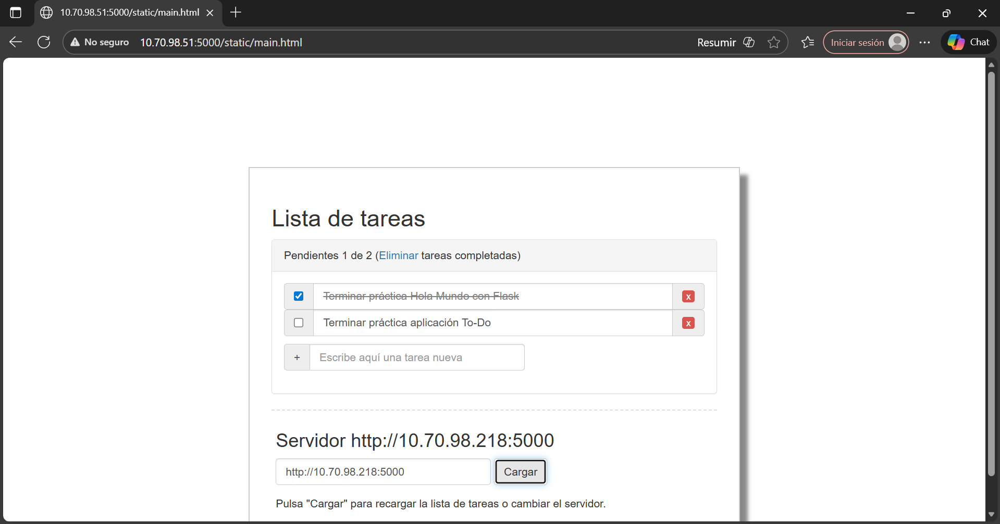 10.70.98.51:5000/static/main.html
No seguro 10.70.98.51:5000/static/main.html Resumir Iniciar sesión Chat
Lista de tareas
Pendientes 1 de 2 (Eliminar tareas completadas)
Terminar práctica Hola Mundo con Flask x
Terminar práctica aplicación To-Do x
+ Escribe aquí una tarea nueva
Servidor http://10.70.98.218:5000
http://10.70.98.218:5000 Cargar
Pulsa "Cargar" para recargar la lista de tareas o cambiar el servidor.